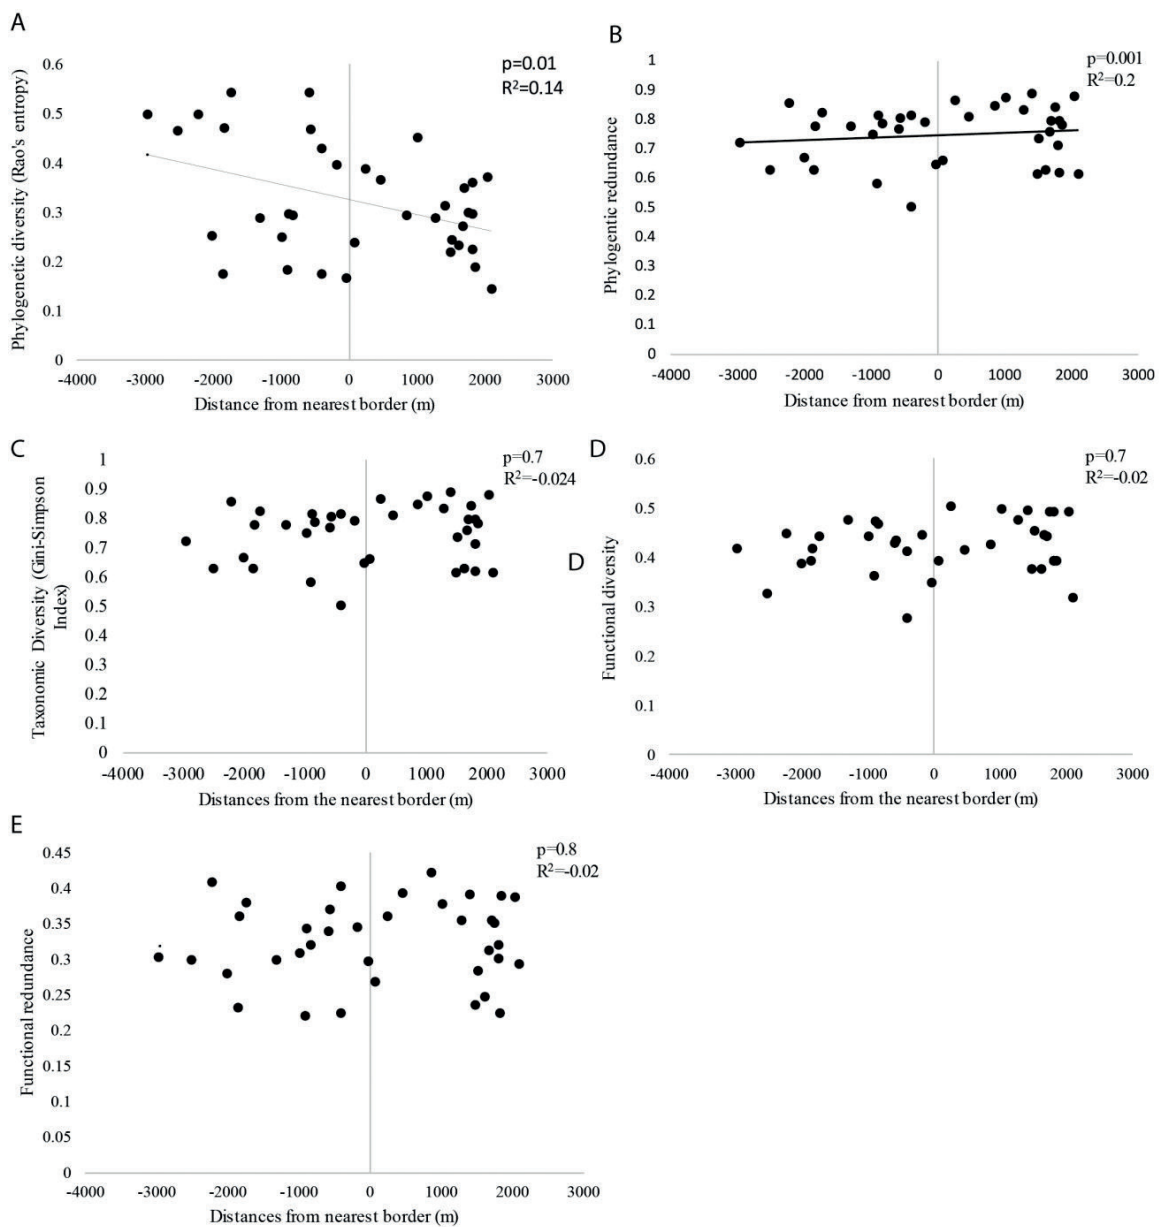 A
Phylogenetic diversity (Rao's entropy)
0.6
0.5
0.4
0.3
0.2
0.1
0
p=0.01
R²=0.14
-4000 -3000 -2000 -1000 0 1000 2000 3000
Distance from nearest border (m)
B
Phylogentic redundance
1
0.9
0.8
0.7
0.6
0.5
0.4
0.3
0.2
0.1
0
p=0.001
R²=0.2
-4000 -3000 -2000 -1000 0 1000 2000 3000
Distance from nearest border (m)
C
Taxonomic Diversity (Gini-Simpson
Index)
1
0.9
0.8
0.7
0.6
0.5
0.4
0.3
0.2
0.1
0
p=0.7
R²=-0.024
-4000 -3000 -2000 -1000 0 1000 2000 3000
Distances from the nearest border (m)
D
D
Functional diversity
0.6
0.5
0.4
0.3
0.2
0.1
0
p=0.7
R²=-0.02
-4000 -3000 -2000 -1000 0 1000 2000 3000
Distances from the nearest border (m)
E
Functional redundance
0.45
0.4
0.35
0.3
0.25
0.2
0.15
0.1
0.05
0
p=0.8
R²=-0.02
-4000 -3000 -2000 -1000 0 1000 2000 3000
Distances from nearest border (m)